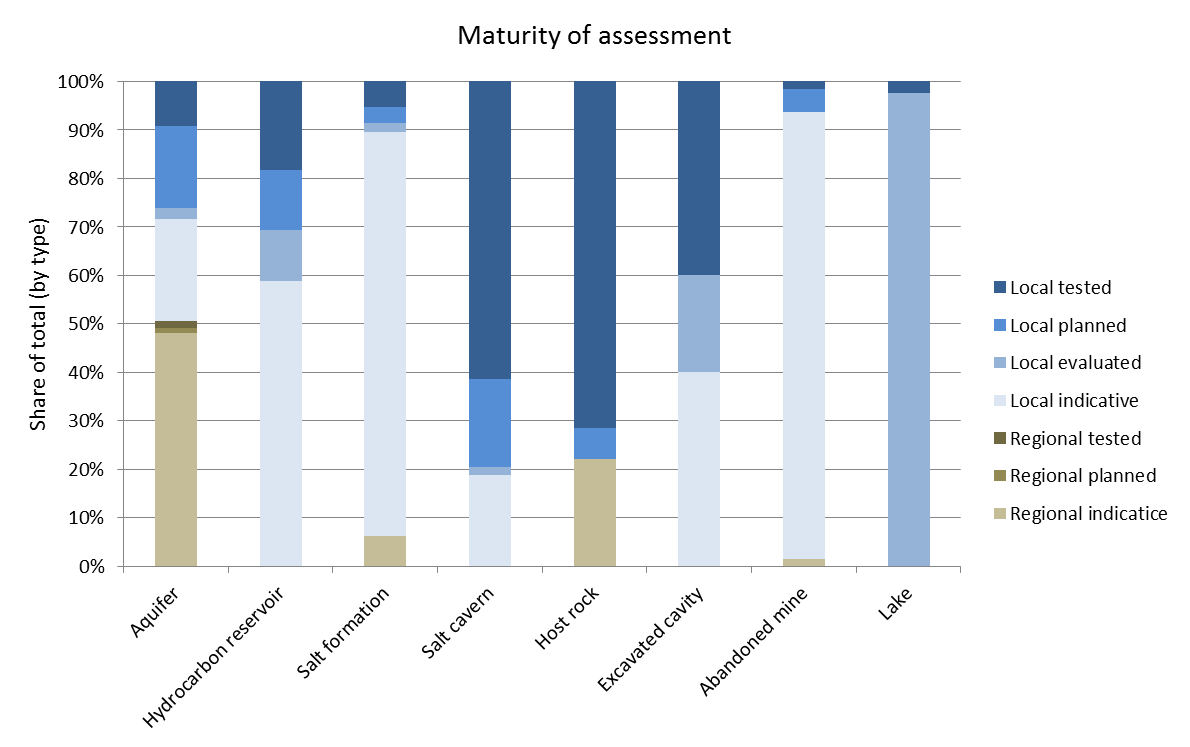 Maturity of assessment
Share of total (by type)
100%
90%
80%
70%
60%
50%
40%
30%
20%
10%
0%
Aquifer
Hydrocarbon reservoir
Salt formation
Salt cavern
Host rock
Excavated cavity
Abandoned mine
Lake
Local tested
Local planned
Local evaluated
Local indicative
Regional tested
Regional planned
Regional indicatice